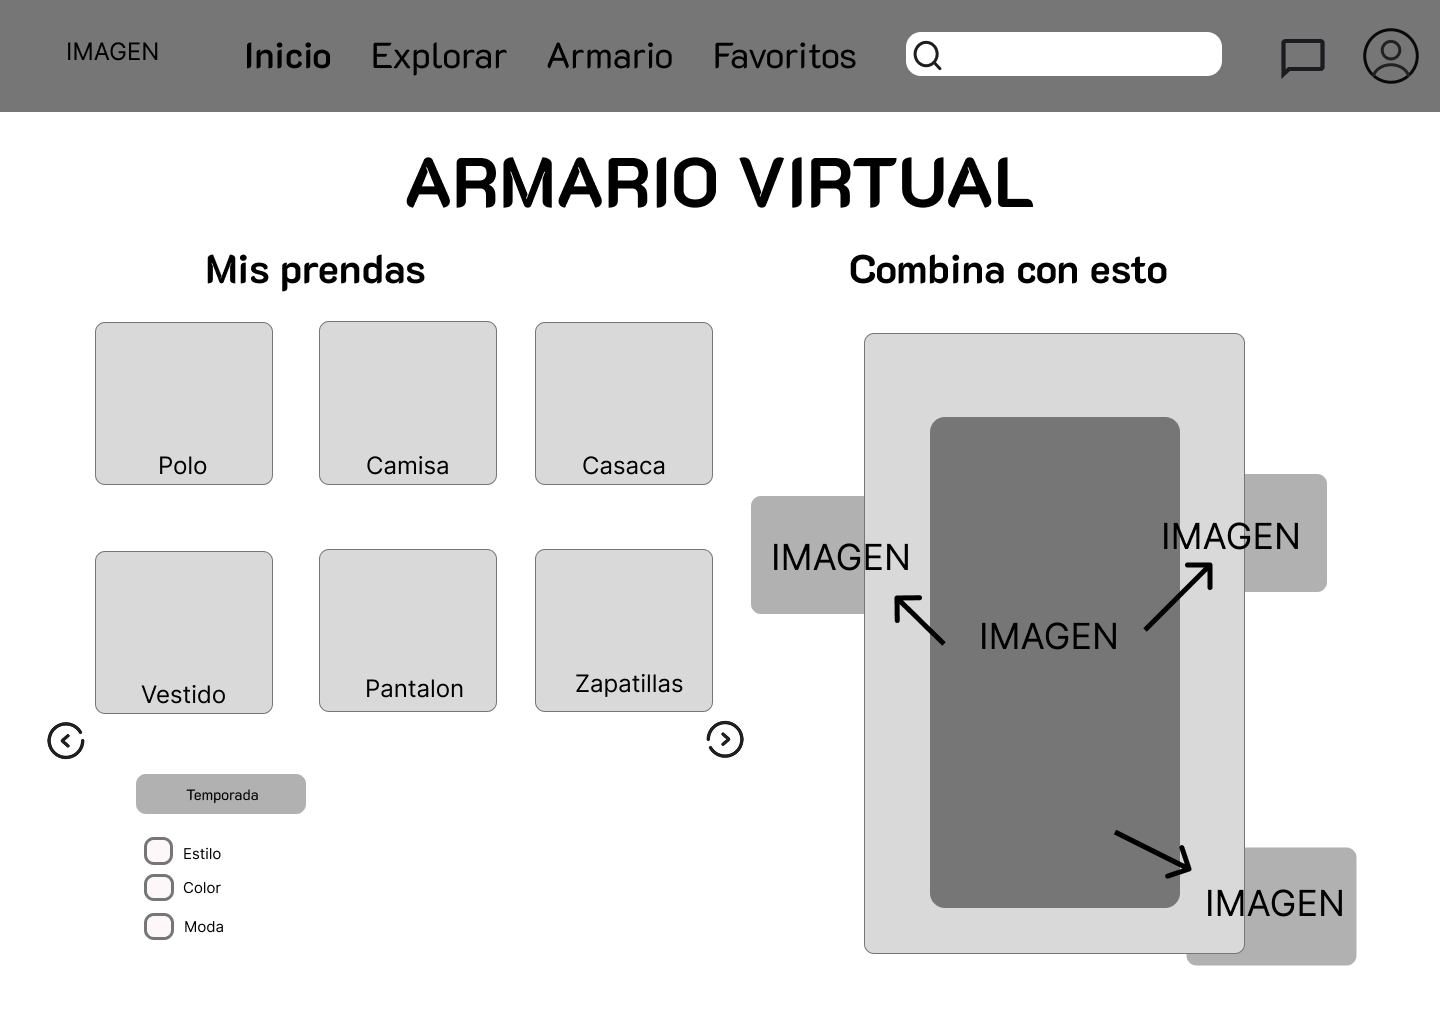 IMAGEN
Inicio Explorar Armario Favoritos
ARMARIO VIRTUAL
Mis prendas
Polo
Camisa
Casaca
Vestido
Pantalon
Zapatillas
Temporada
Estilo
Color
Moda
Combina con esto
IMAGEN
IMAGEN
IMAGEN
IMAGEN